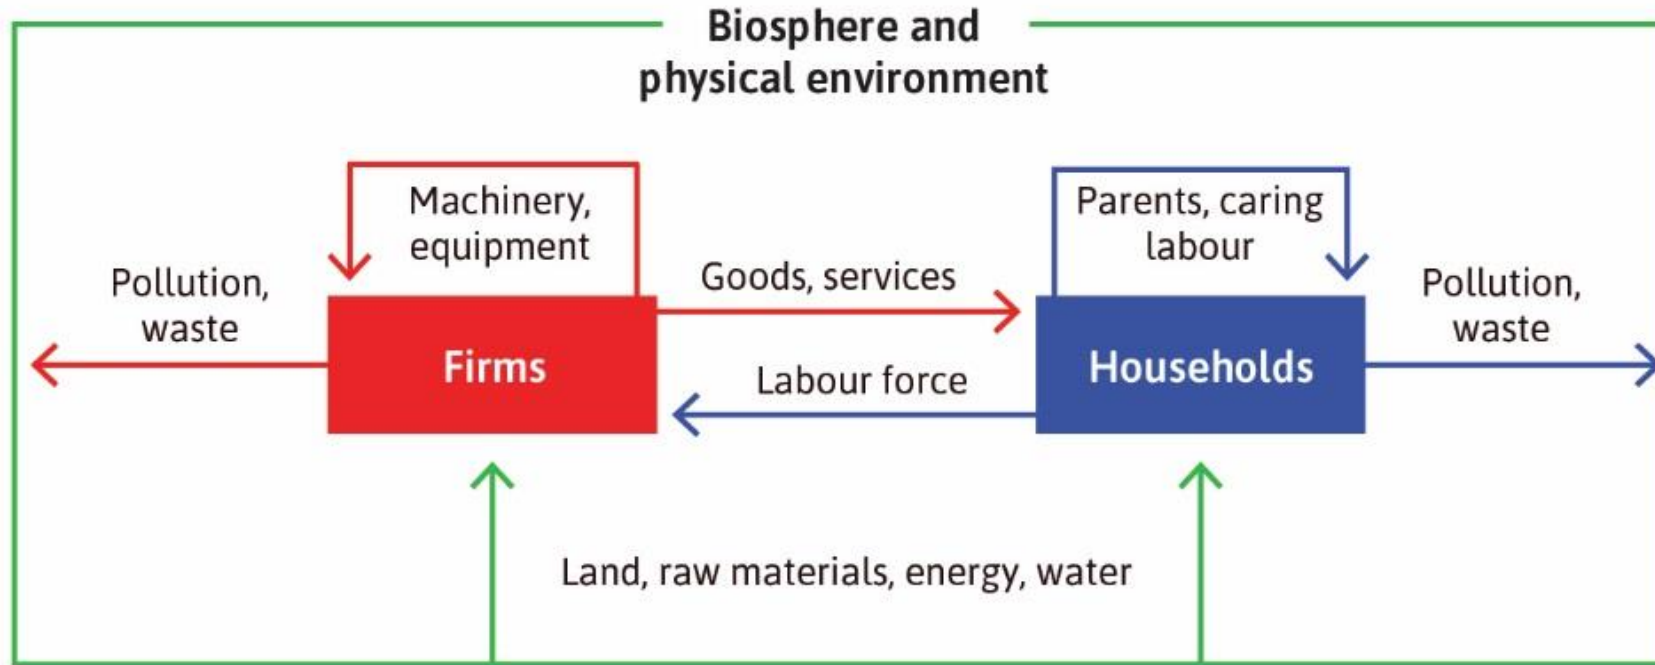 Biosphere and
physical environment
Machinery,
equipment
Parents, caring
labour
Pollution,
waste
Goods, services
Pollution,
waste
Firms
Labour force
Households
Land, raw materials, energy, water